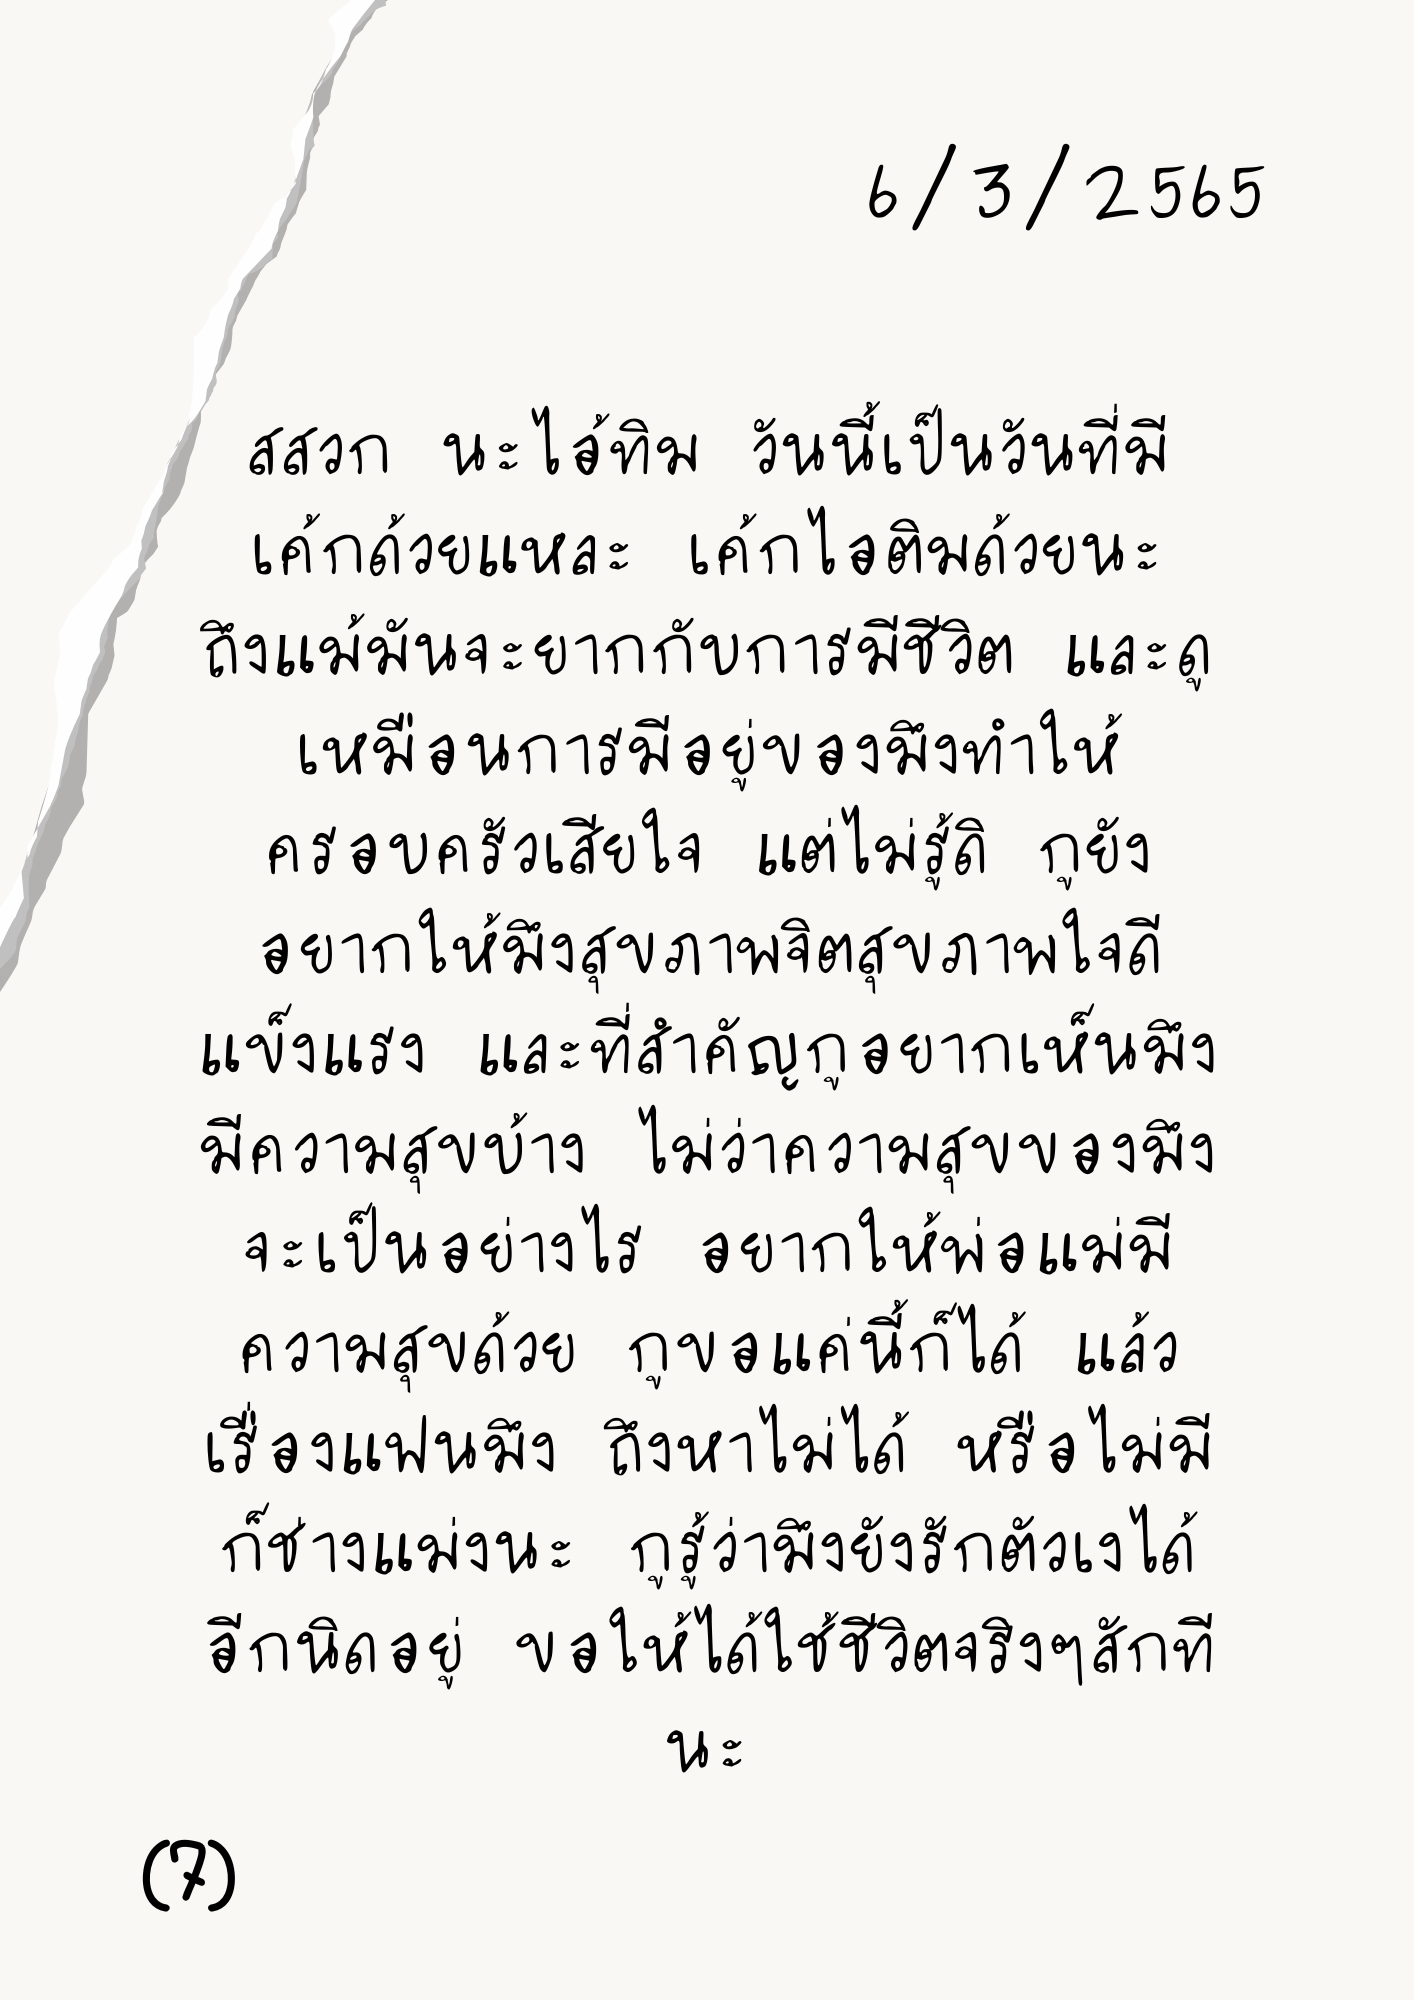 6/3/2565
สสวก นะไอ้ทิม วันนี้เป็นวันที่มี
เค้กด้วยแหละ เค้กไอติมด้วยนะ
ถึงแม้มันจะยากกับการมีชีวิต และดู
เหมือนการมีอยู่ของมึงทำให้
ครอบครัวเสียใจ แต่ไม่รู้ดิ กูยัง
อยากให้มึงสุขภาพจิตสุขภาพใจดี
แข็งแรง และที่สำคัญกูอยากเห็นมึง
มีความสุขบ้าง ไม่ว่าความสุขของมึง
จะเป็นอย่างไร อยากให้พ่อแม่มี
ความสุขด้วย กูขอแค่นี้ก็ได้ แล้ว
เรื่องแฟนมึง ถึงหาไม่ได้ หรือไม่มี
ก็ช่างแม่งนะ กูรู้ว่ามึงยังรักตัวเงได้
อีกนิดอยู่ ขอให้ได้ใช้ชีวิตจริงๆสักที
นะ
(7)